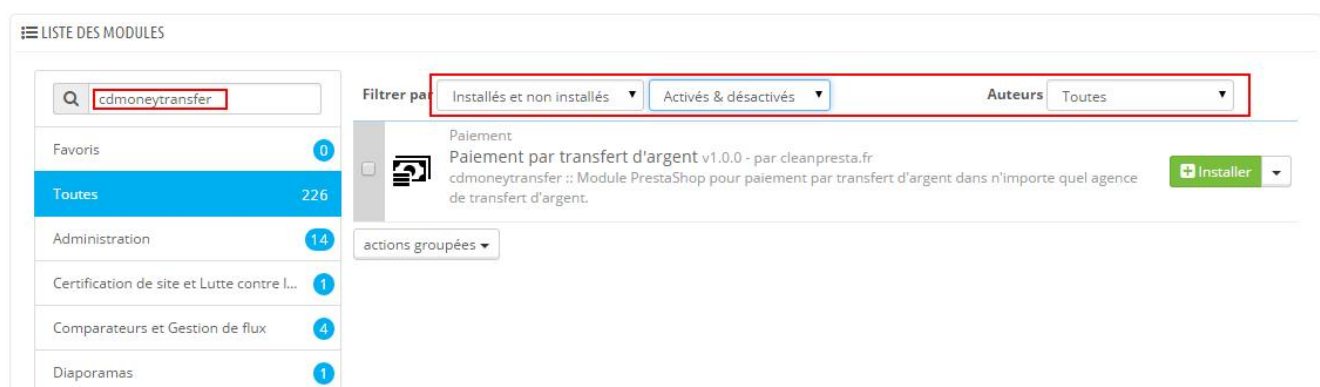 LISTE DES MODULES
cdmoneytransfer
Filtrer par Installés et non installés Activés & désactivés Auteurs Toutes
Favoris 0
Toutes 226
Administration 14
Certification de site et Lutte contre l... 1
Comparateurs et Gestion de flux 4
Diaporamas 1
Paiement
Paiement par transfert d'argent v1.0.0 - par cleanpresta.fr
cdmoneytransfer :: Module PrestaShop pour paiement par transfert d'argent dans n'importe quel agence
de transfert d'argent.
Installer
actions groupées